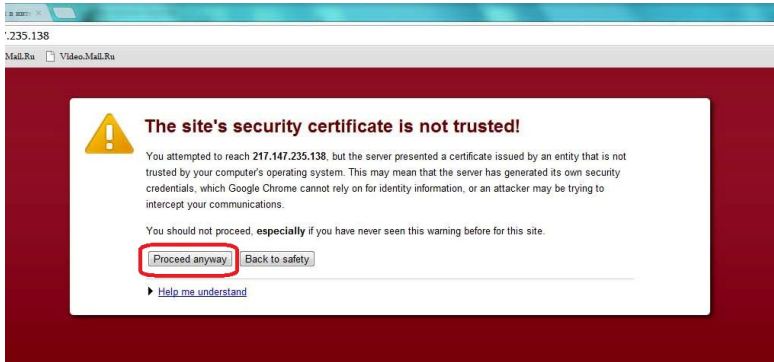 .235.138
Mail.Ru Video.Mail.Ru
The site's security certificate is not trusted!
You attempted to reach 217.147.235.138, but the server presented a certificate issued by an entity that is not
trusted by your computer's operating system. This may mean that the server has generated its own security
credentials, which Google Chrome cannot rely on for identity information, or an attacker may be trying to
intercept your communications.
You should not proceed, especially if you have never seen this warning before for this site.
Proceed anyway Back to safety
Help me understand